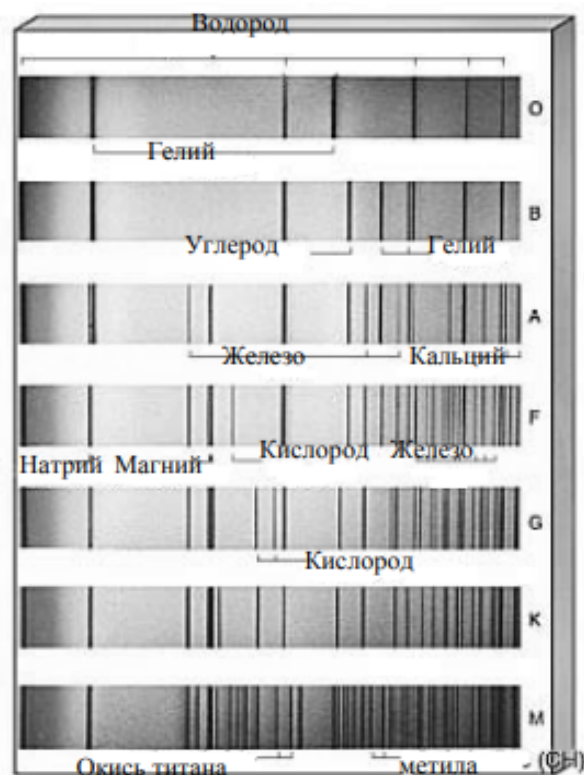 Водород
O
Гелий
B
Углерод Гелий
A
Железо Кальций
F
Натрий Магний Кислород Железо
G
Кислород
K
M
Окись титана метила (CH)